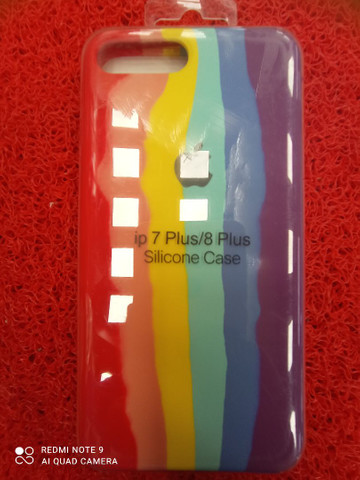 ip 7 Plus/8 Plus
Silicone Case
REDMI NOTE 9
AI QUAD CAMERA